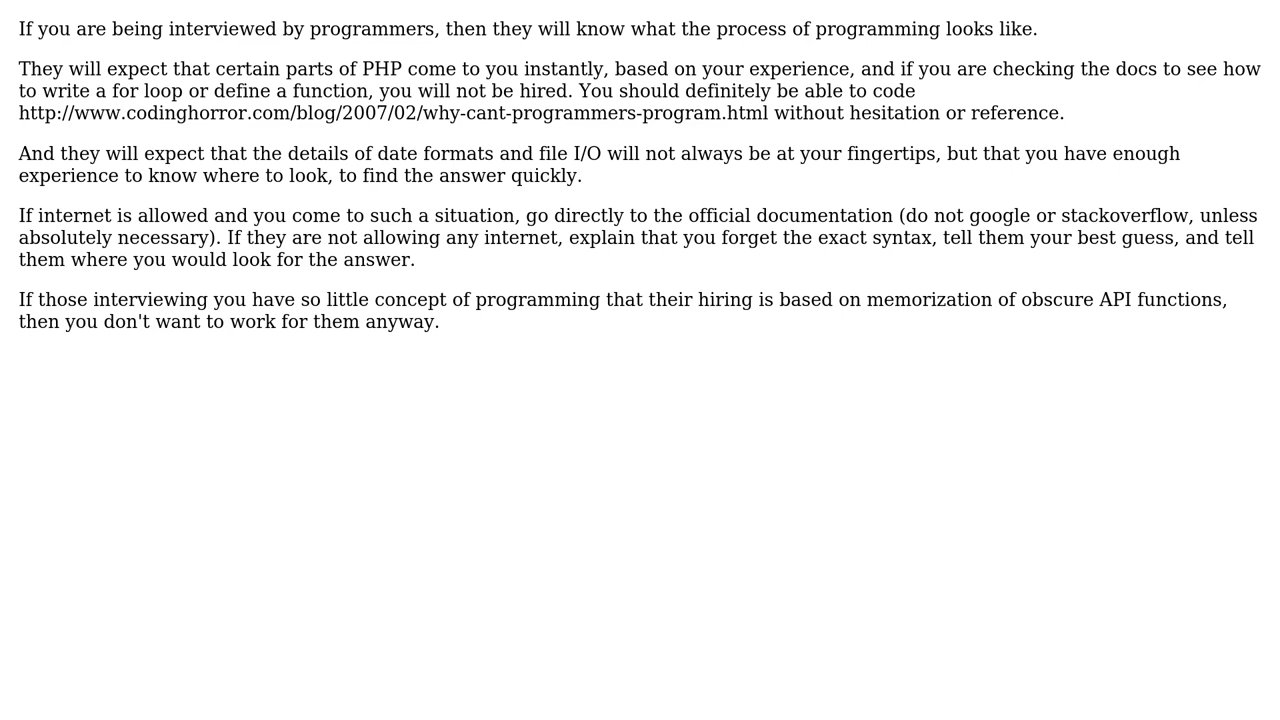 If you are being interviewed by programmers, then they will know what the process of programming looks like.
They will expect that certain parts of PHP come to you instantly, based on your experience, and if you are checking the docs to see how
to write a for loop or define a function, you will not be hired. You should definitely be able to code
http://www.codinghorror.com/blog/2007/02/why-cant-programmers-program.html without hesitation or reference.
And they will expect that the details of date formats and file I/O will not always be at your fingertips, but that you have enough
experience to know where to look, to find the answer quickly.
If internet is allowed and you come to such a situation, go directly to the official documentation (do not google or stackoverflow, unless
absolutely necessary). If they are not allowing any internet, explain that you forget the exact syntax, tell them your best guess, and tell
them where you would look for the answer.
If those interviewing you have so little concept of programming that their hiring is based on memorization of obscure API functions,
then you don't want to work for them anyway.